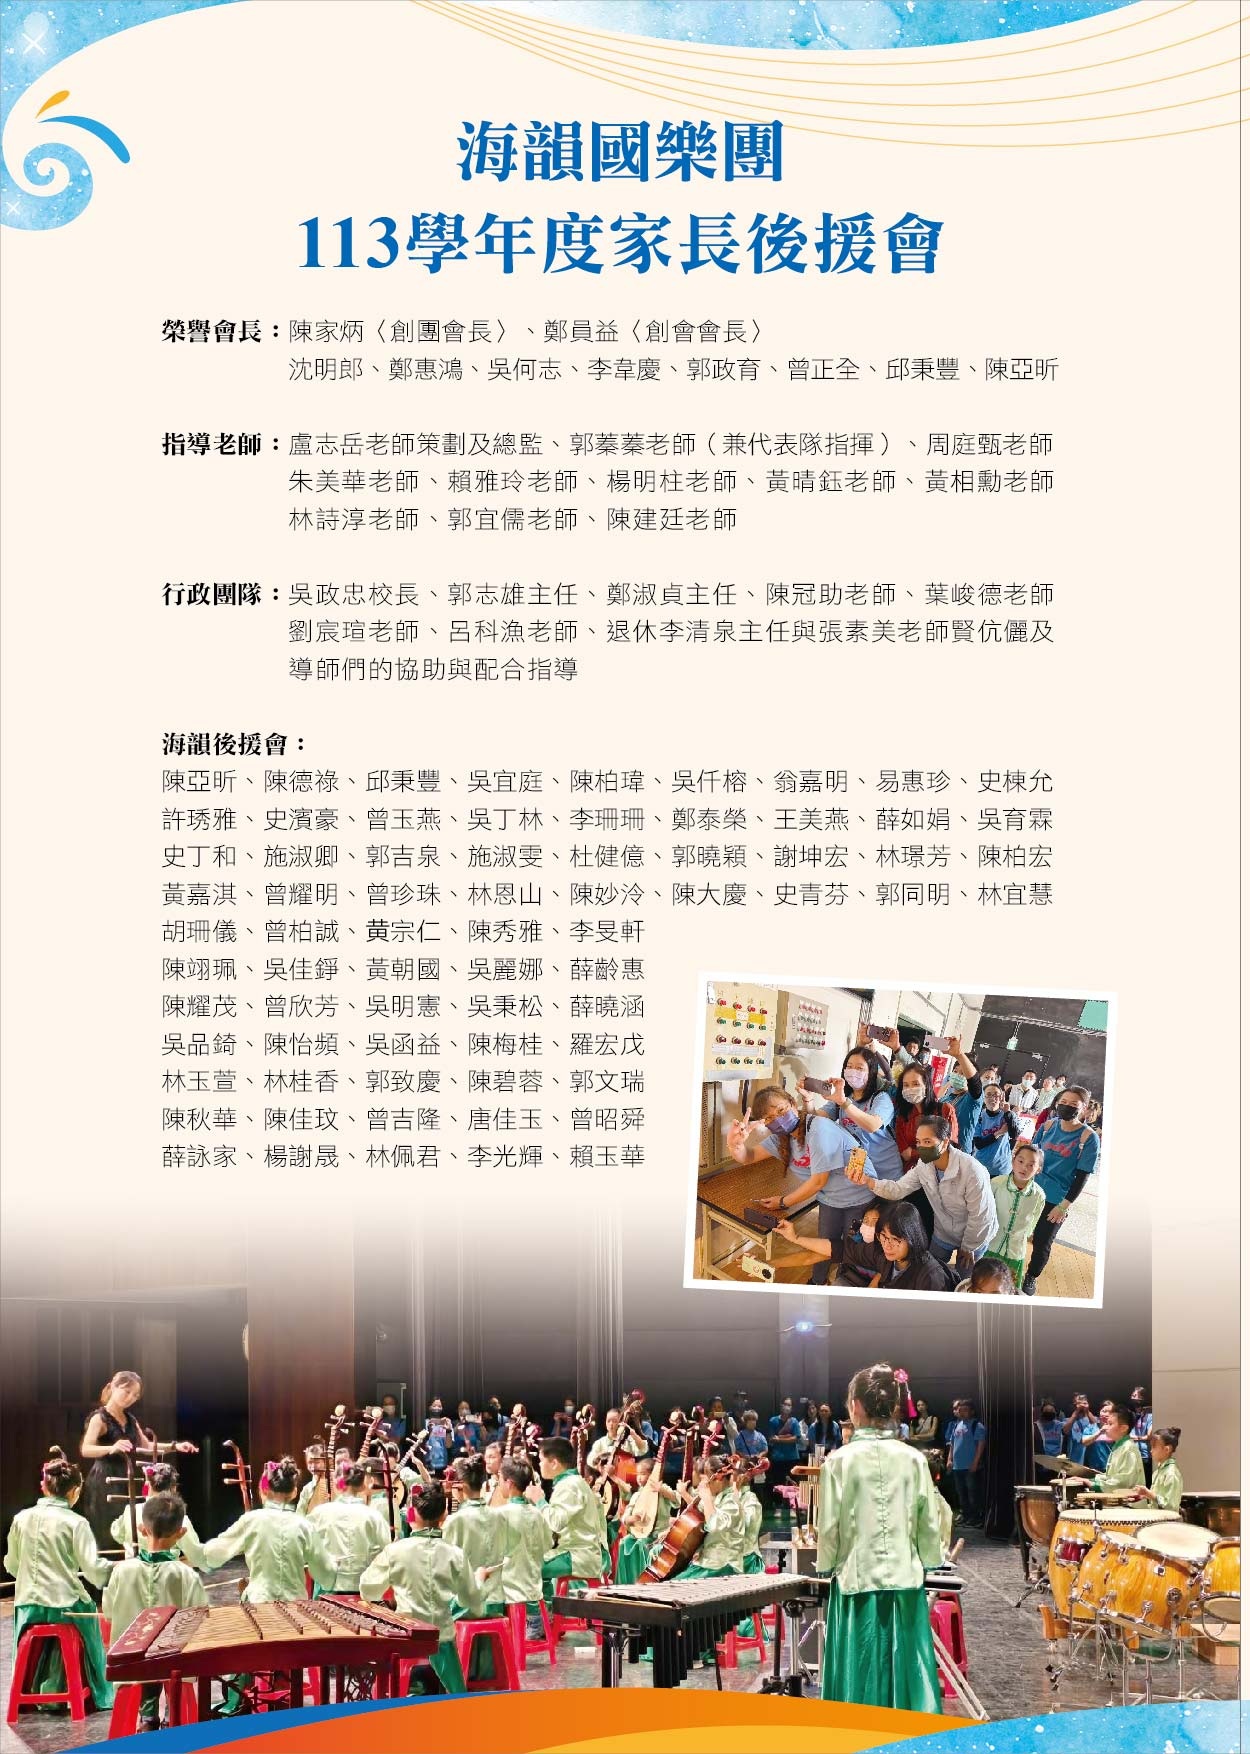 海韻國樂團
113學年度家長後援會
榮譽會長：陳家炳〈創團會長〉、鄭員益〈創會會長〉
沈明郎、鄭惠鴻、吳何志、李韋慶、郭政育、曾正全、邱秉豐、陳亞昕
指導老師：盧志岳老師策劃及總監、郭蓁蓁老師（兼代表隊指揮）、周庭甄老師
朱美華老師、賴雅玲老師、楊明柱老師、黃晴鈺老師、黃相勳老師
林詩淳老師、郭宜儒老師、陳建廷老師
行政團隊：吳政忠校長、郭志雄主任、鄭淑貞主任、陳冠助老師、葉峻德老師
劉宸瑄老師、呂科漁老師、退休李清泉主任與張素美老師賢伉儷及
導師們的協助與配合指導
海韻後援會：
陳亞昕、陳德祿、邱秉豐、吳宜庭、陳柏瑋、吳仟榕、翁嘉明、易惠珍、史棟允
許琇雅、史濱豪、曾玉燕、吳丁林、李珊珊、鄭泰榮、王美燕、薛如娟、吳育霖
史丁和、施淑卿、郭吉泉、施淑雯、杜健億、郭曉穎、謝坤宏、林璟芳、陳柏宏
黃嘉淇、曾耀明、曾珍珠、林恩山、陳妙泠、陳大慶、史青芬、郭同明、林宜慧
胡珊儀、曾柏誠、黄宗仁、陳秀雅、李旻軒
陳翊珮、吳佳錚、黃朝國、吳麗娜、薛齡惠
陳耀茂、曾欣芳、吳明憲、吳秉松、薛曉涵
吳品錡、陳怡頻、吳函益、陳梅桂、羅宏戊
林玉萱、林桂香、郭致慶、陳碧蓉、郭文瑞
陳秋華、陳佳玟、曾吉隆、唐佳玉、曾昭舜
薛詠家、楊謝晟、林佩君、李光輝、賴玉華